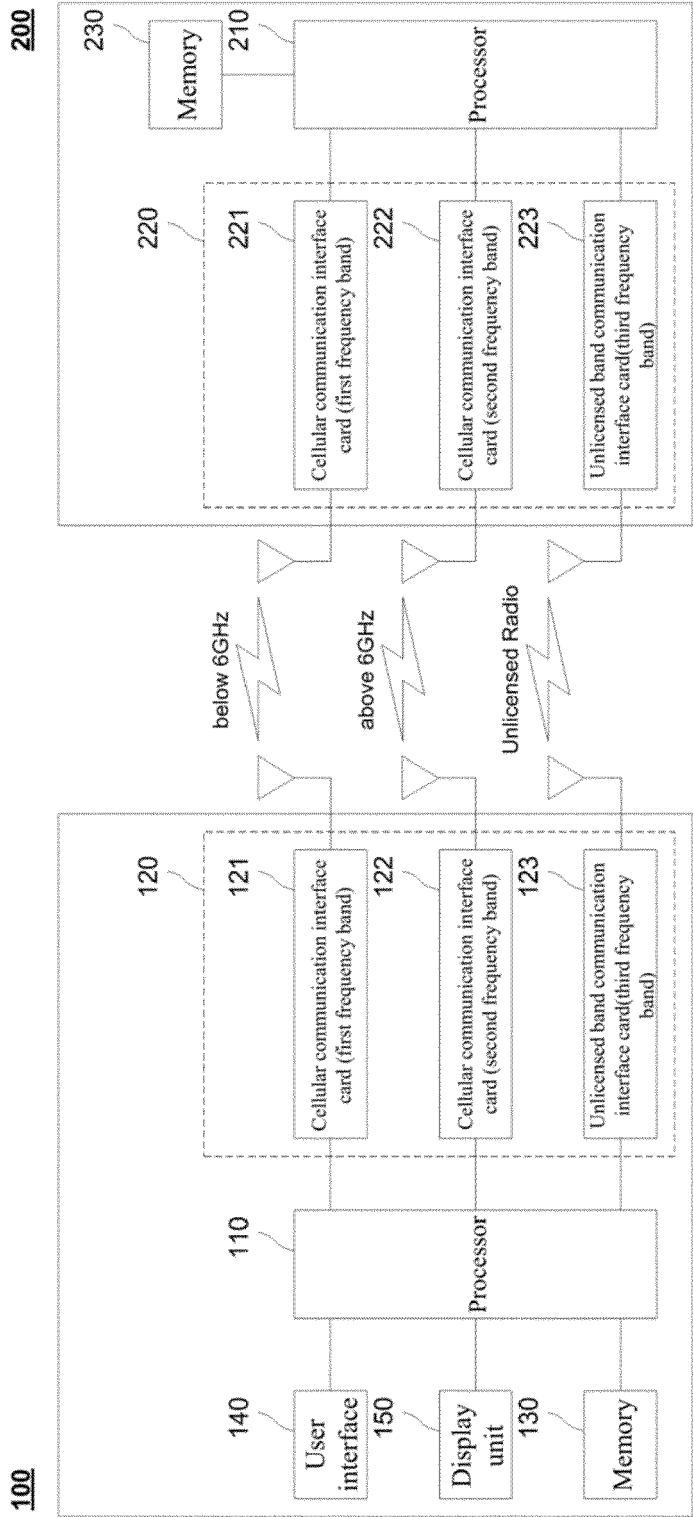 100
200
140
User
interface
150
Display
unit
130
Memory
110
Processor
120
121
Cellular communication interface
card (first frequency band)
122
Cellular communication interface
card (second frequency band)
123
Unlicensed band communication
interface card(third frequency
band)
below 6GHz
above 6GHz
Unlicensed Radio
220
221
Cellular communication interface
card (first frequency band)
222
Cellular communication interface
card (second frequency band)
223
Unlicensed band communication
interface card(third frequency
band)
230
Memory
210
Processor